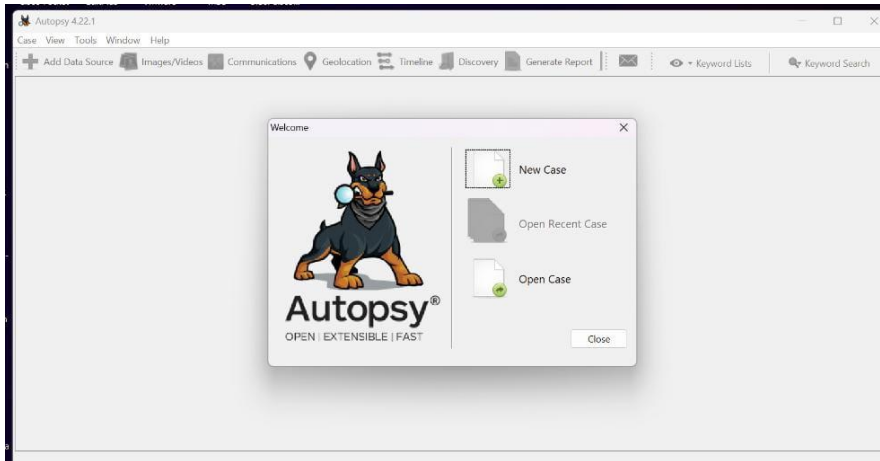 Autopsy 4.22.1
Case View Tools Window Help
Add Data Source Images/Videos Communications Geolocation Timeline Discovery Generate Report Keyword Lists Keyword Search
Welcome
New Case
Open Recent Case
Open Case
Autopsy®
OPEN | EXTENSIBLE | FAST
Close